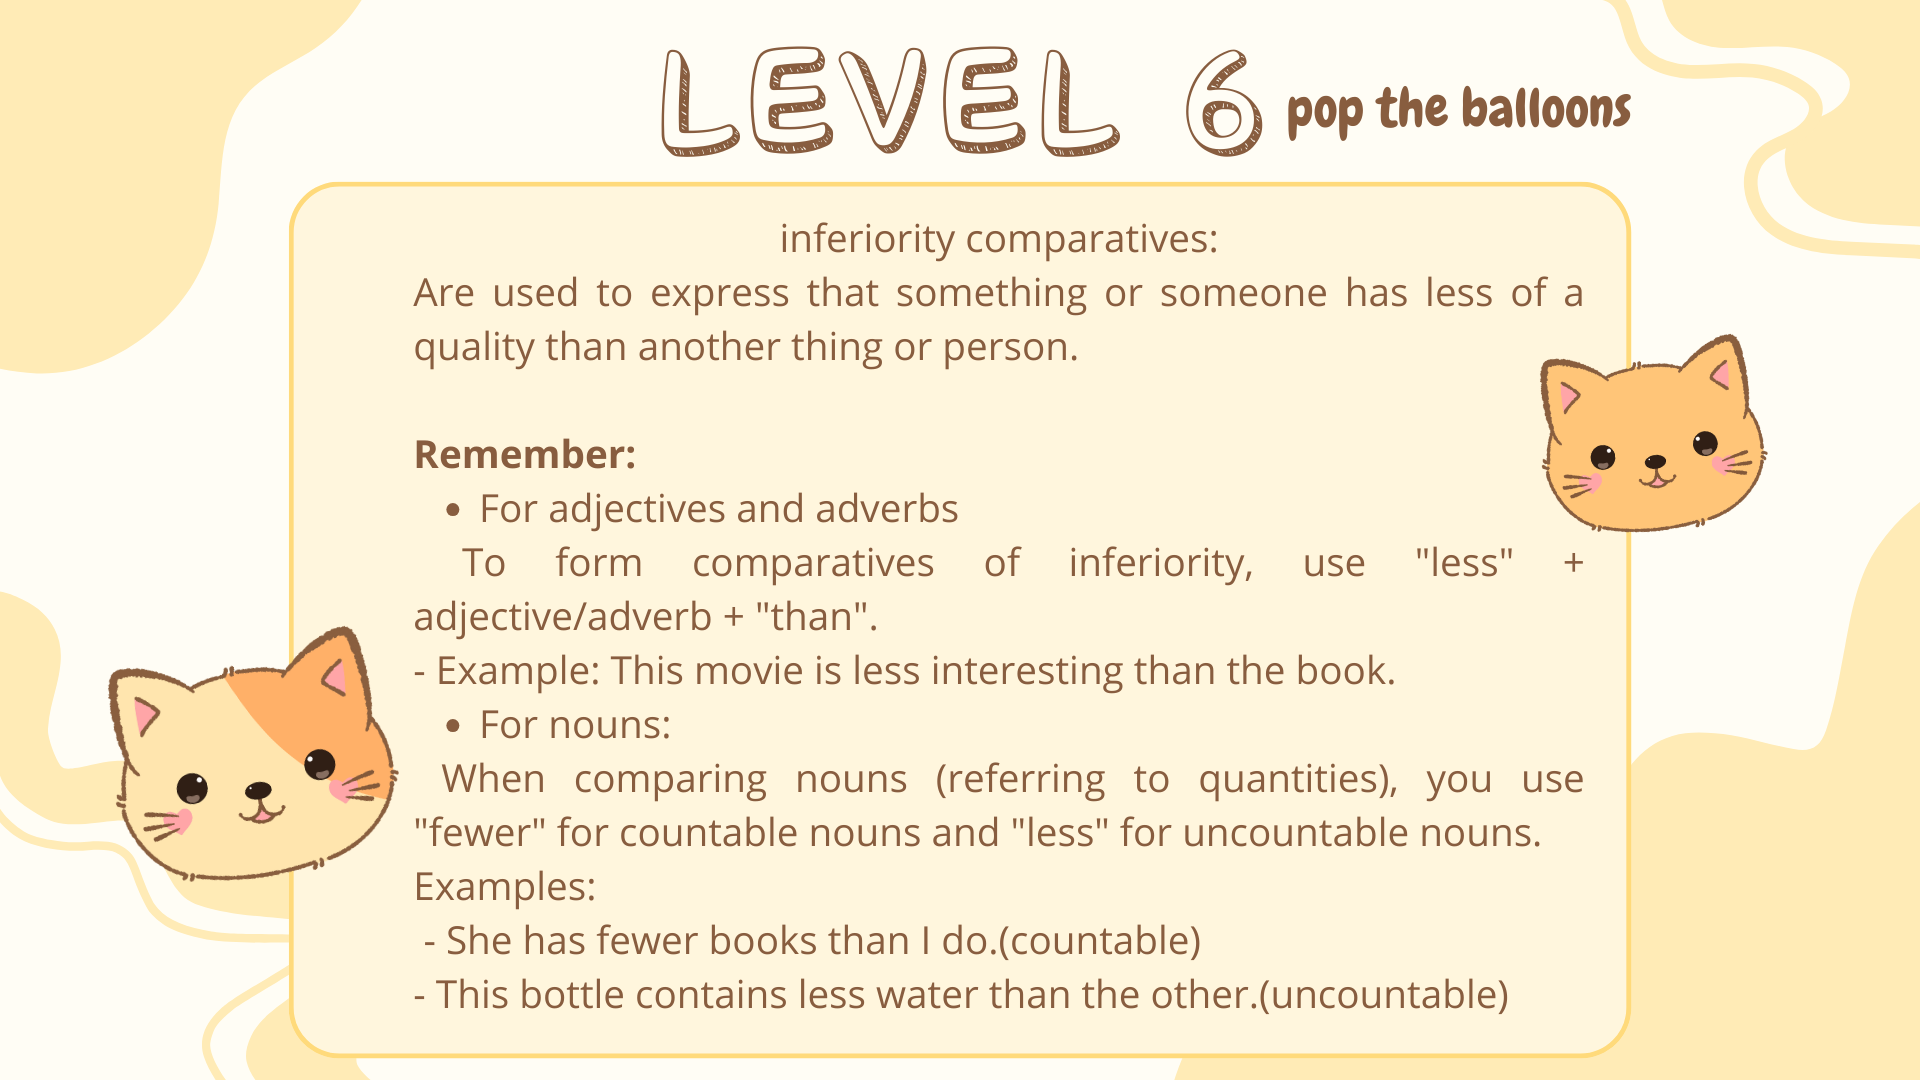 LEVEL 6 pop the balloons
inferiority comparatives:
Are used to express that something or someone has less of a
quality than another thing or person.
Remember:
• For adjectives and adverbs
To form comparatives of inferiority, use "less" +
adjective/adverb + "than".
- Example: This movie is less interesting than the book.
• For nouns:
When comparing nouns (referring to quantities), you use
"fewer" for countable nouns and "less" for uncountable nouns.
Examples:
- She has fewer books than I do.(countable)
- This bottle contains less water than the other.(uncountable)